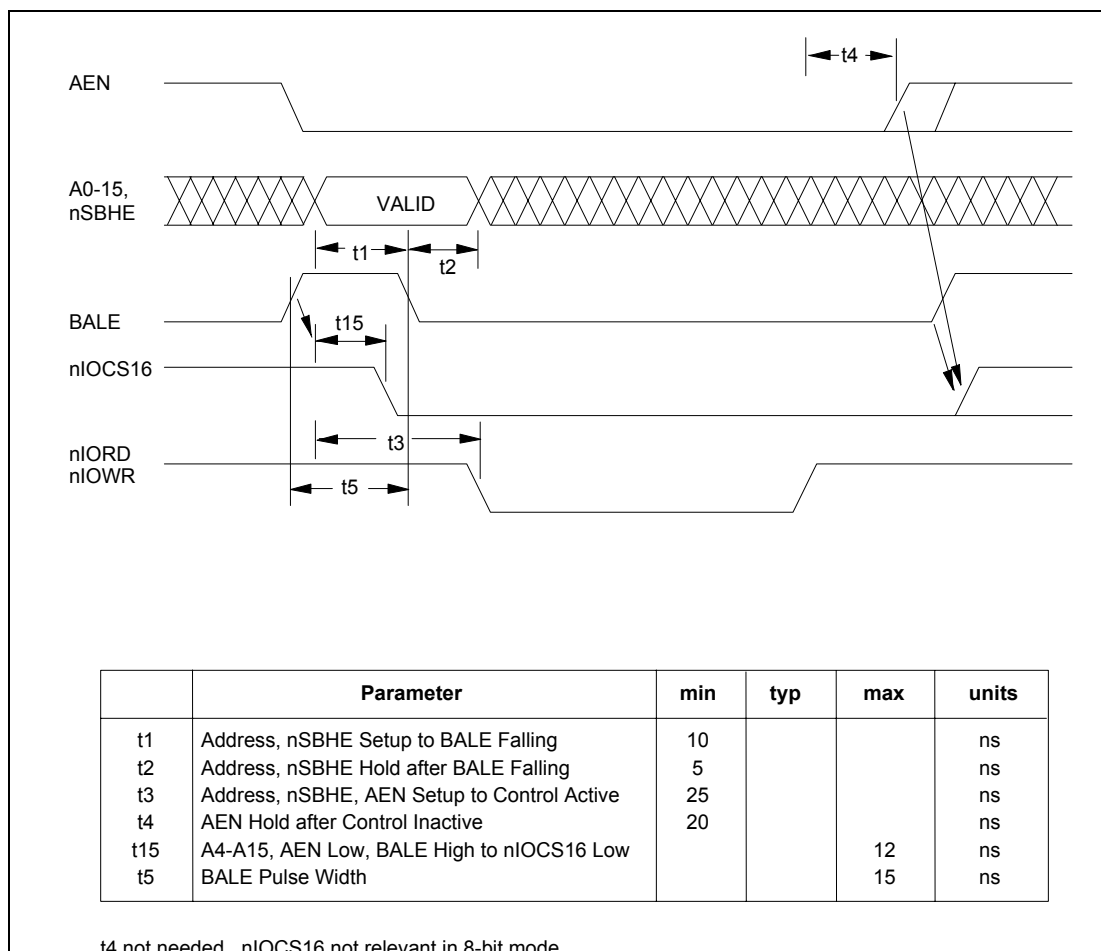 t4
AEN
A0-15,
nSBHE
VALID
t1
t2
BALE
t15
nIOCS16
t3
nIORD
nIOWR
t5
Parameter min typ max units
t1 Address, nSBHE Setup to BALE Falling 10 ns
t2 Address, nSBHE Hold after BALE Falling 5 ns
t3 Address, nSBHE, AEN Setup to Control Active 25 ns
t4 AEN Hold after Control Inactive 20 ns
t15 A4-A15, AEN Low, BALE High to nIOCS16 Low 12 ns
t5 BALE Pulse Width 15 ns
t4 not needed. nIOCS16 not relevant in 8-bit mode